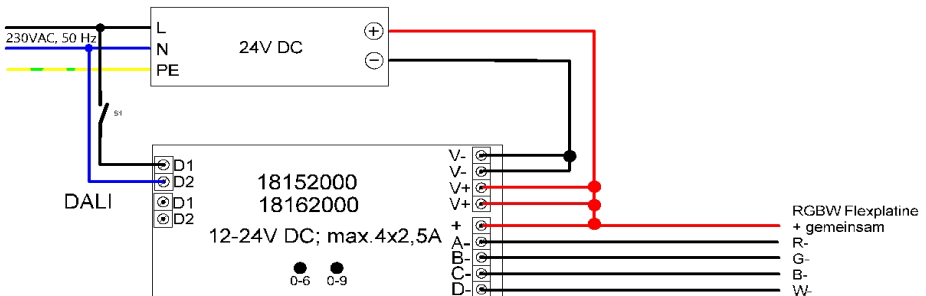 L
230VAC, 50 Hz
N
PE
24V DC
+
−
S1
D1
D2
DALI
D1
D2
18152000
18162000
12-24V DC; max.4x2,5A
0-6
0-9
V-
V-
V+
V+
+
A-
B-
C-
D-
RGBW Flexplatine
+ gemeinsam
R-
G-
B-
W-